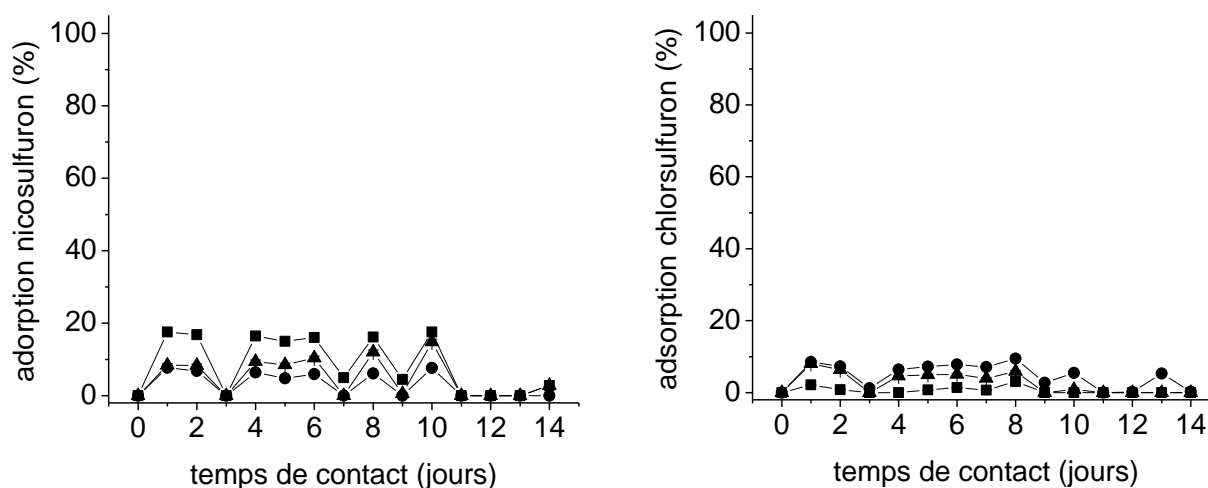 adorption nicosulfuron (%)
100
80
60
40
20
0
0 2 4 6 8 10 12 14
temps de contact (jours)
adsorption chlorsulfuron (%)
100
80
60
40
20
0
0 2 4 6 8 10 12 14
temps de contact (jours)